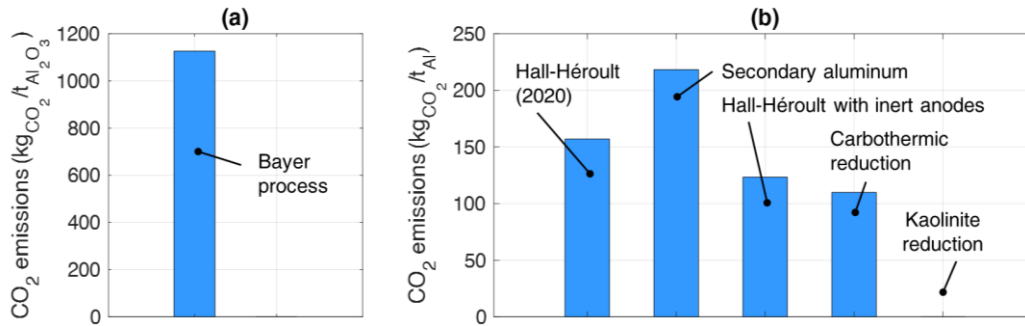 (a)
CO2 emissions (kgCO2/tAl2O3)
1200
1000
800
600
400
200
0
Bayer
process
(b)
CO2 emissions (kgCO2/tAl)
250
200
150
100
50
0
Hall-Héroult
(2020)
Secondary aluminum
Hall-Héroult with inert anodes
Carbothermic
reduction
Kaolinite
reduction